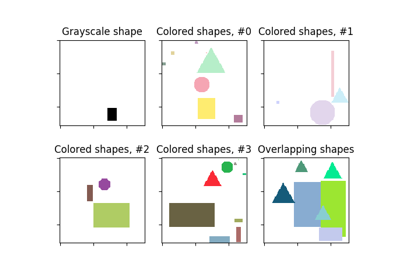 Grayscale shape
Colored shapes, #0
Colored shapes, #1
Colored shapes, #2
Colored shapes, #3
Overlapping shapes